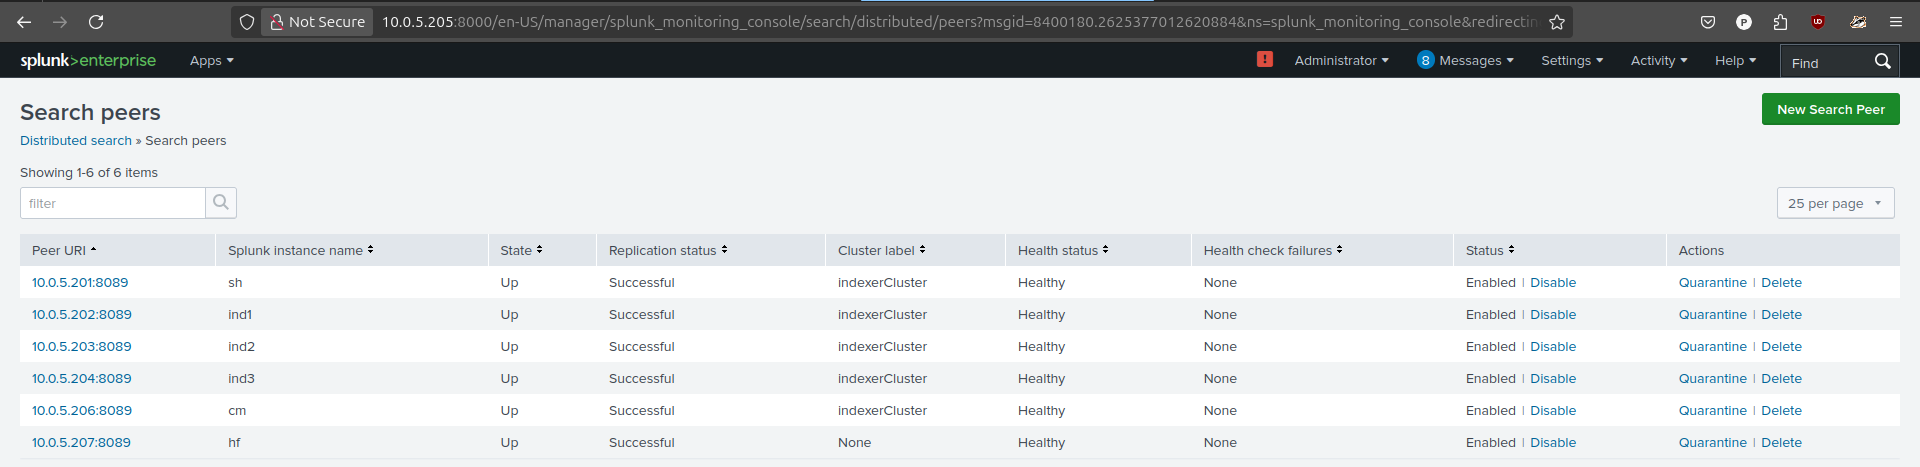 Not Secure 10.0.5.205:8000/en-US/manager/splunk_monitoring_console/search/distributed/peers?msgid=8400180.2625377012620884&ns=splunk_monitoring_console&redirectin
splunk>enterprise Apps ! Administrator 8 Messages Settings Activity Help Find
Search peers New Search Peer
Distributed search » Search peers
Showing 1-6 of 6 items
filter 25 per page
Peer URI Splunk instance name State Replication status Cluster label Health status Health check failures Status Actions
10.0.5.201:8089 sh Up Successful indexerCluster Healthy None Enabled | Disable Quarantine | Delete
10.0.5.202:8089 ind1 Up Successful indexerCluster Healthy None Enabled | Disable Quarantine | Delete
10.0.5.203:8089 ind2 Up Successful indexerCluster Healthy None Enabled | Disable Quarantine | Delete
10.0.5.204:8089 ind3 Up Successful indexerCluster Healthy None Enabled | Disable Quarantine | Delete
10.0.5.206:8089 cm Up Successful indexerCluster Healthy None Enabled | Disable Quarantine | Delete
10.0.5.207:8089 hf Up Successful None Healthy None Enabled | Disable Quarantine | Delete